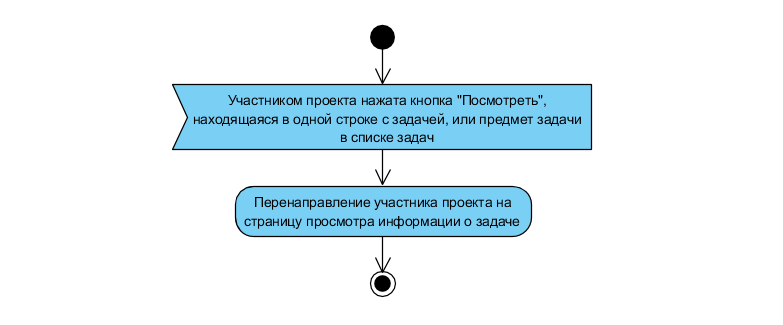 Участником проекта нажата кнопка "Посмотреть",
находящаяся в одной строке с задачей, или предмет задачи
в списке задач
Перенаправление участника проекта на
страницу просмотра информации о задаче